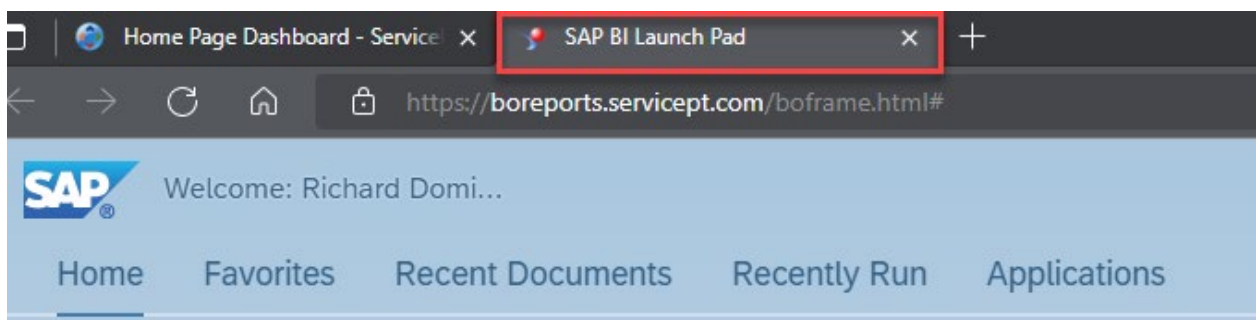 Home Page Dashboard - Service
SAP BI Launch Pad
https://boreports.servicept.com/boframe.html#
SAP®
Welcome: Richard Domi...
Home Favorites Recent Documents Recently Run Applications